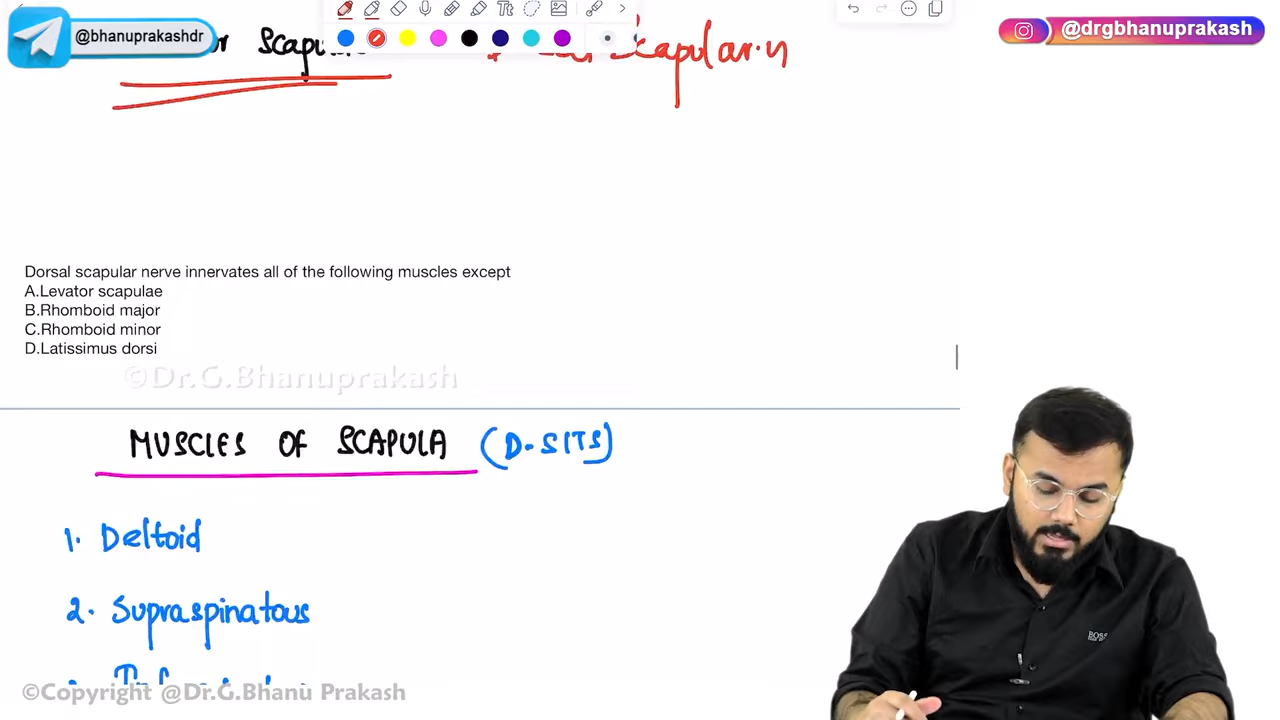 @bhanuprakashdr
@drgbhanuprakash
Dorsal scapular nerve innervates all of the following muscles except
A.Levator scapulae
B.Rhomboid major
C.Rhomboid minor
D.Latissimus dorsi
©Dr.G.Bhanuprakash
MUSCLES OF SCAPULA (D-SITS)
1. Deltoid
2. Supraspinatous
©Copyright @Dr.G.Bhanu Prakash
BOSS